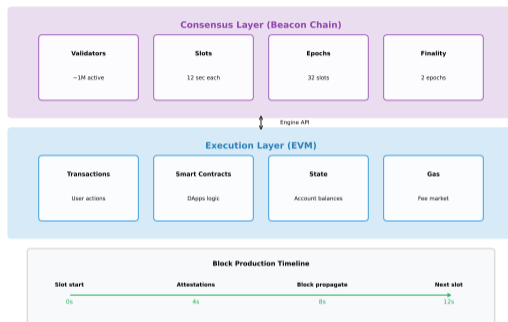 Consensus Layer (Beacon Chain)
Validators
~1M active
Slots
12 sec each
Epochs
32 slots
Finality
2 epochs
Engine API
Execution Layer (EVM)
Transactions
User actions
Smart Contracts
DApps logic
State
Account balances
Gas
Fee market
Block Production Timeline
Slot start
Attestations
Block propagate
Next slot
0s
4s
8s
12s